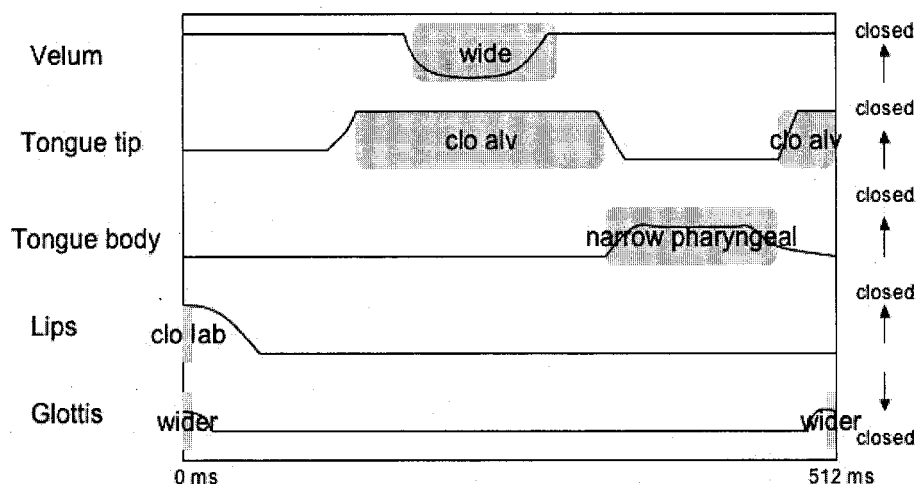 closed
Velum
wide
closed
Tongue tip
clo alv
clo alv
closed
Tongue body
narrow pharyngeal
closed
Lips
clo lab
Glottis
wider
wider
closed
0 ms
512 ms